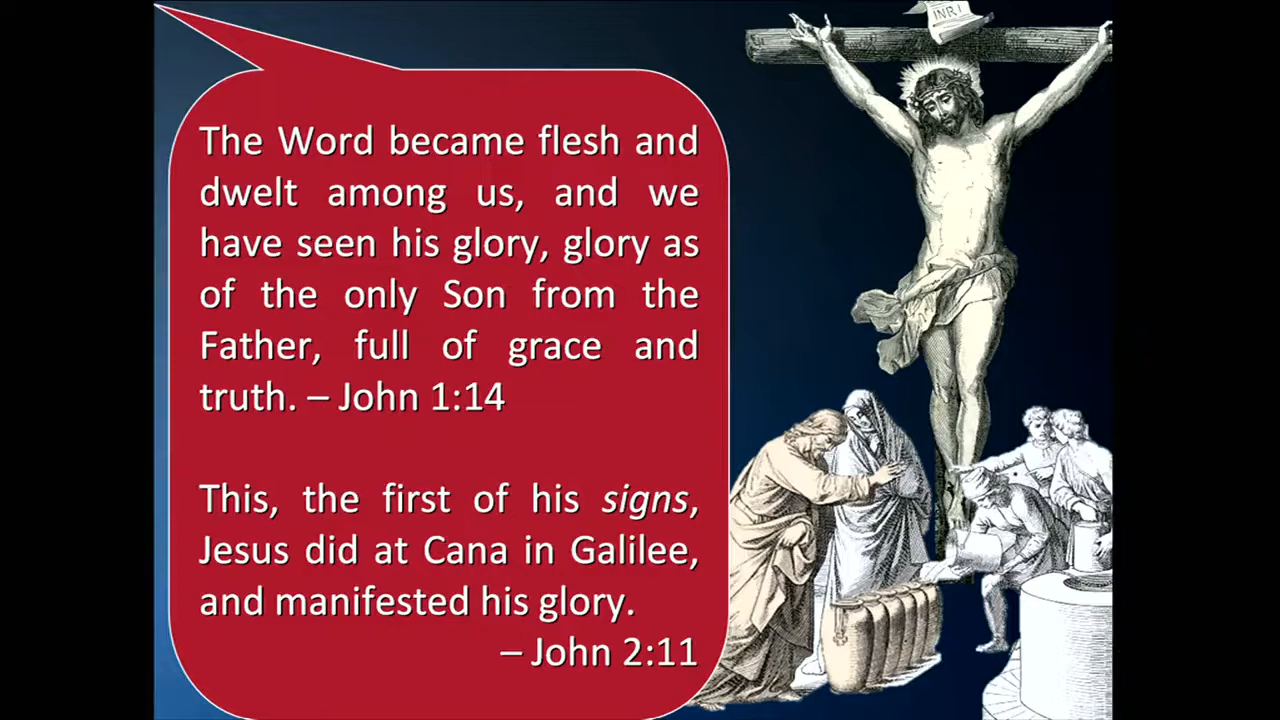 INRI
The Word became flesh and
dwelt among us, and we
have seen his glory, glory as
of the only Son from the
Father, full of grace and
truth. – John 1:14
This, the first of his signs,
Jesus did at Cana in Galilee,
and manifested his glory.
– John 2:11